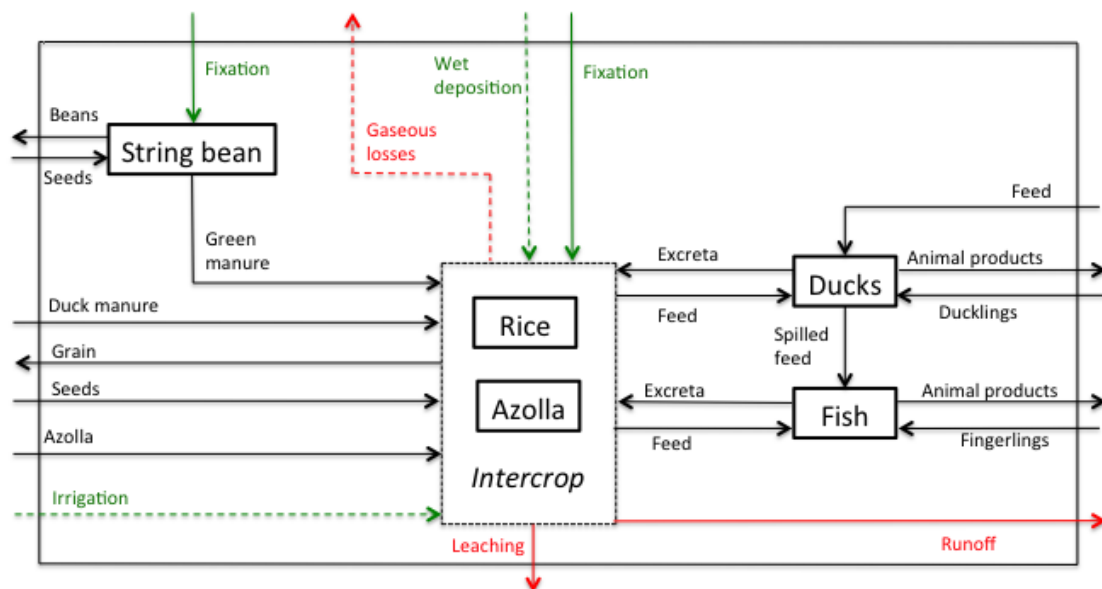 Fixation
Wet
deposition
Fixation
Beans
String bean
Seeds
Gaseous
losses
Feed
Green
manure
Excreta
Animal products
Ducks
Duck manure
Feed
Ducklings
Rice
Spilled
feed
Grain
Seeds
Excreta
Animal products
Azolla
Fish
Azolla
Feed
Fingerlings
Intercrop
Irrigation
Leaching
Runoff